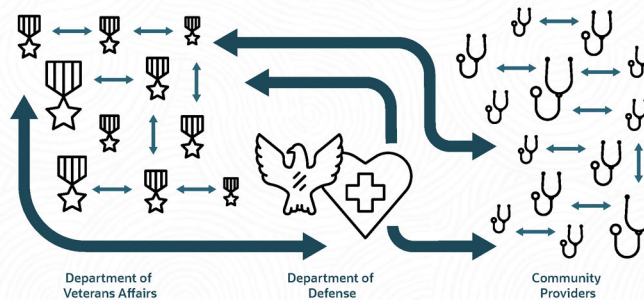 Department of
Veterans Affairs
Department of
Defense
Community
Providers